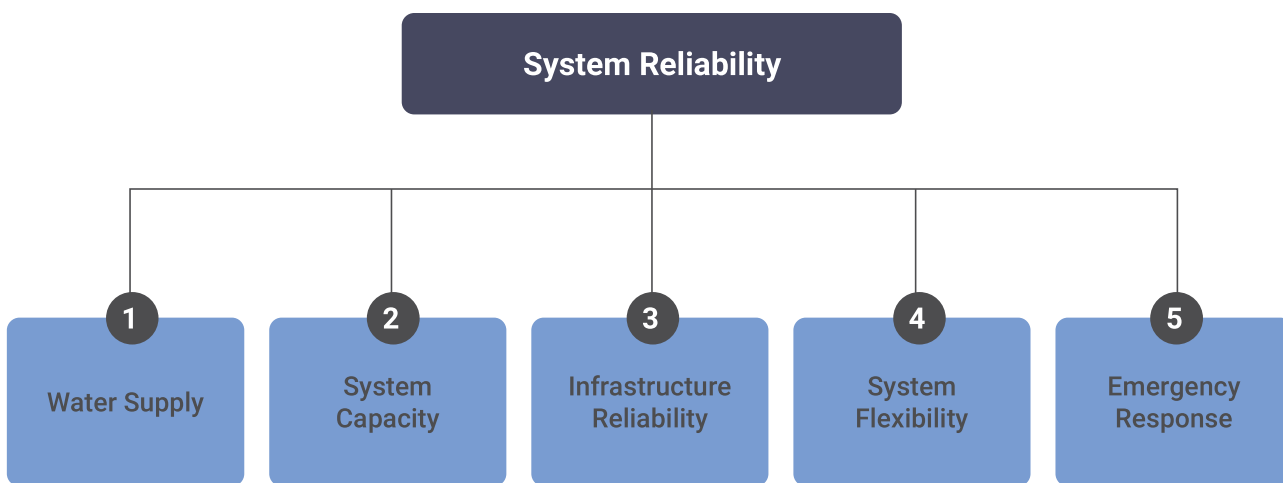 System Reliability
1
2
3
4
5
Water Supply
System
Capacity
Infrastructure
Reliability
System
Flexibility
Emergency
Response